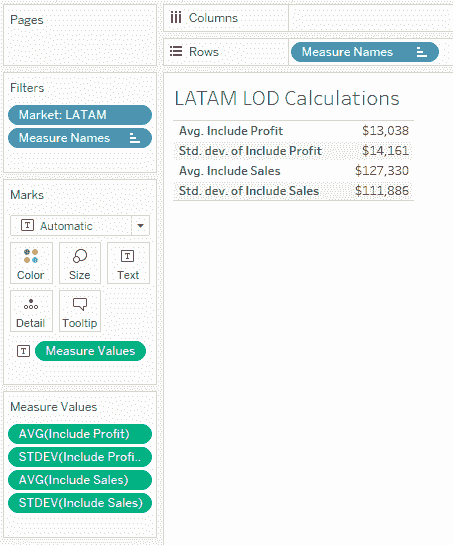 Pages
Columns
Rows
Measure Names
Filters
Market: LATAM
Measure Names
LATAM LOD Calculations
Avg. Include Profit $13,038
Std. dev. of Include Profit $14,161
Avg. Include Sales $127,330
Std. dev. of Include Sales $111,886
Marks
T Automatic
Color Size T Text
Detail Tooltip
T Measure Values
Measure Values
AVG(Include Profit)
STDEV(Include Profi..
AVG(Include Sales)
STDEV(Include Sales)